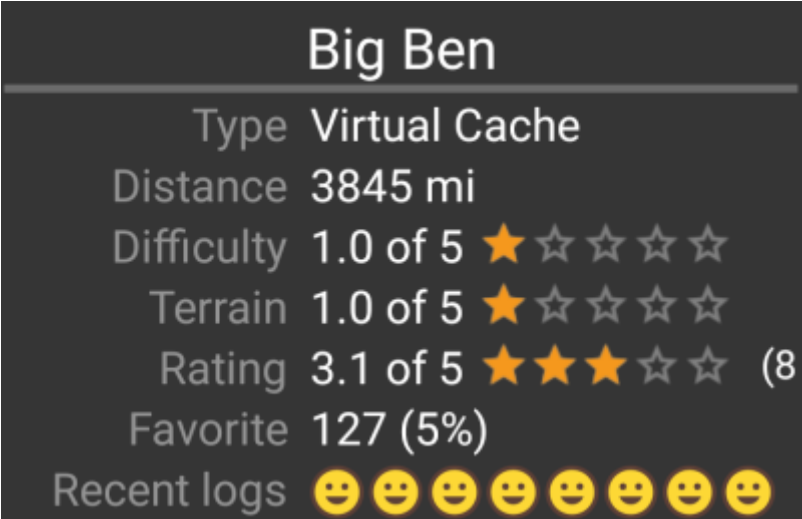 Big Ben
Type Virtual Cache
Distance 3845 mi
Difficulty 1.0 of 5
Terrain 1.0 of 5
Rating 3.1 of 5 (8
Favorite 127 (5%)
Recent logs